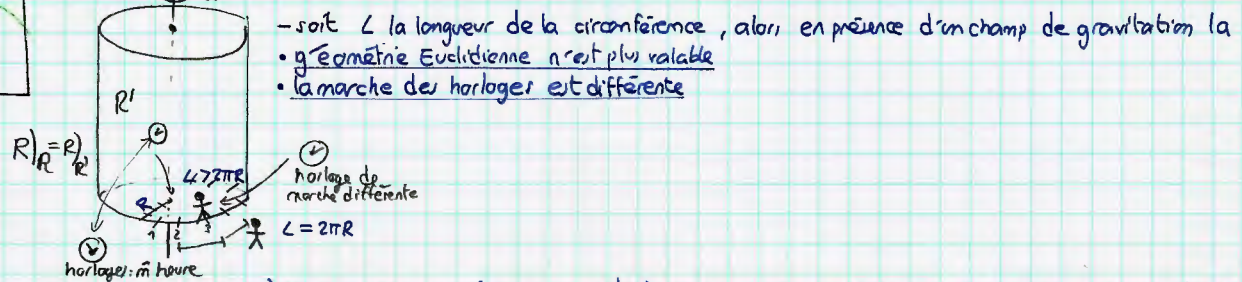 - soit L la longueur de la circonférence, alors en présence d'un champ de gravitation la
• géométrie Euclidienne n'est plus valable
• la marche des horloges est différente
R'
R)R = R)R'
L>2πR
horloge de
marche différente
R
1 2 3
L = 2πR
horloges: m̄ heure